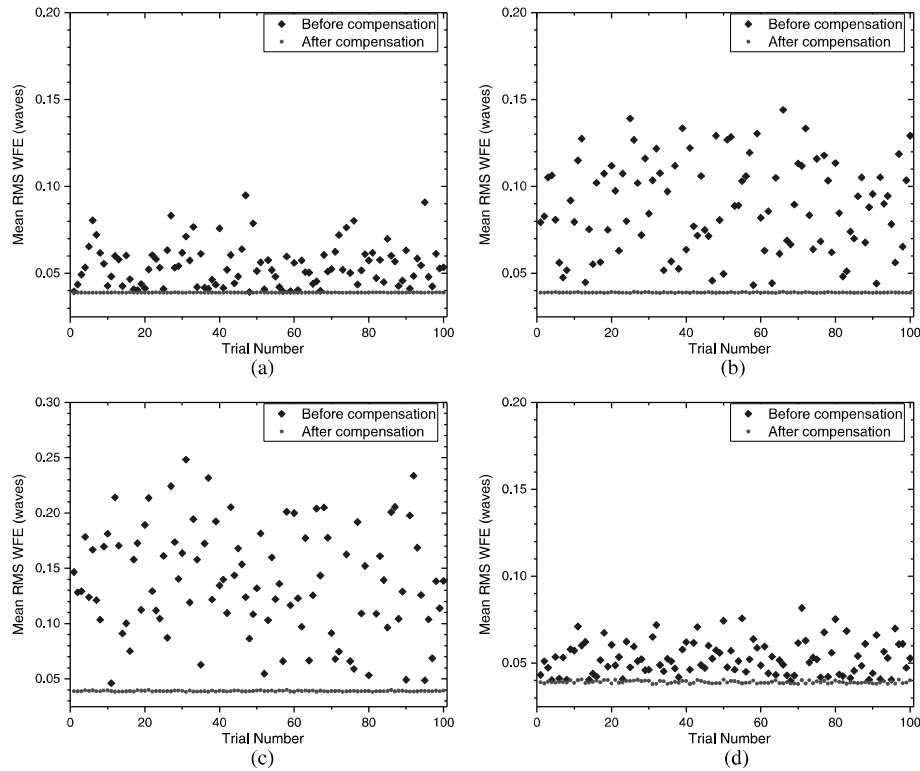 0.20
0.15
0.10
0.05
Mean RMS WFE (waves)
Before compensation
After compensation
0 20 40 60 80 100
Trial Number
(a)
0.20
0.15
0.10
0.05
Mean RMS WFE (waves)
Before compensation
After compensation
0 20 40 60 80 100
Trial Number
(b)
0.30
0.25
0.20
0.15
0.10
0.05
Mean RMS WFE (waves)
Before compensation
After compensation
0 20 40 60 80 100
Trial Number
(c)
0.20
0.15
0.10
0.05
Mean RMS WFE (waves)
Before compensation
After compensation
0 20 40 60 80 100
Trial Number
(d)